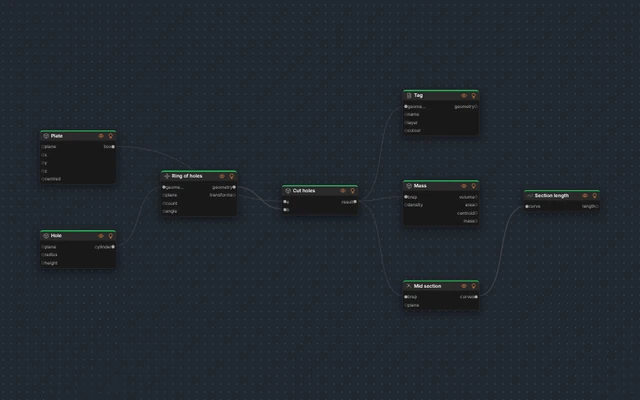 Plate
plane
box
x
y
z
centred
Hole
plane
cylinder
radius
height
Ring of holes
geome...
geometry
plane
transforms
count
angle
Cut holes
a
result
b
Tag
geome...
geometry
name
layer
colour
Mass
brep
volume
density
area
centroid
mass
Mid section
brep
curves
plane
Section length
curve
length